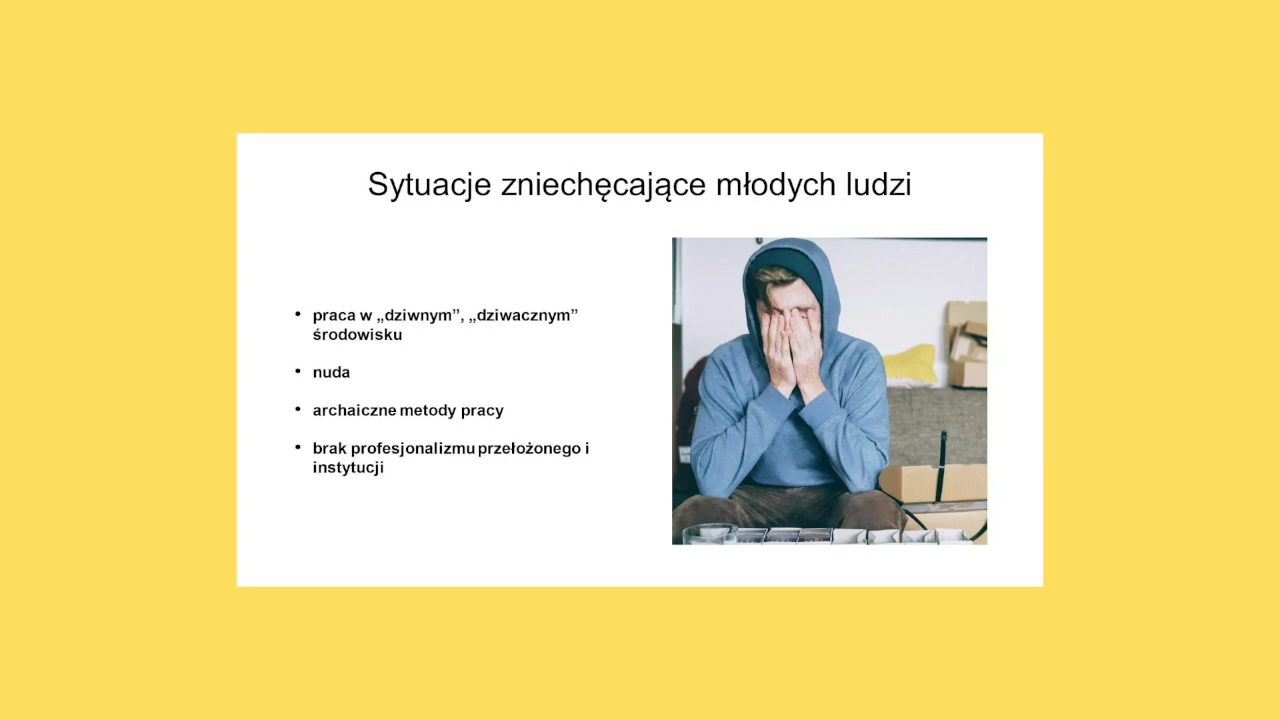 Sytuacje zniechęcające młodych ludzi
• praca w „dziwnym”, „dziwacznym”
środowisku
• nuda
• archaiczne metody pracy
• brak profesjonalizmu przełożonego i
instytucji